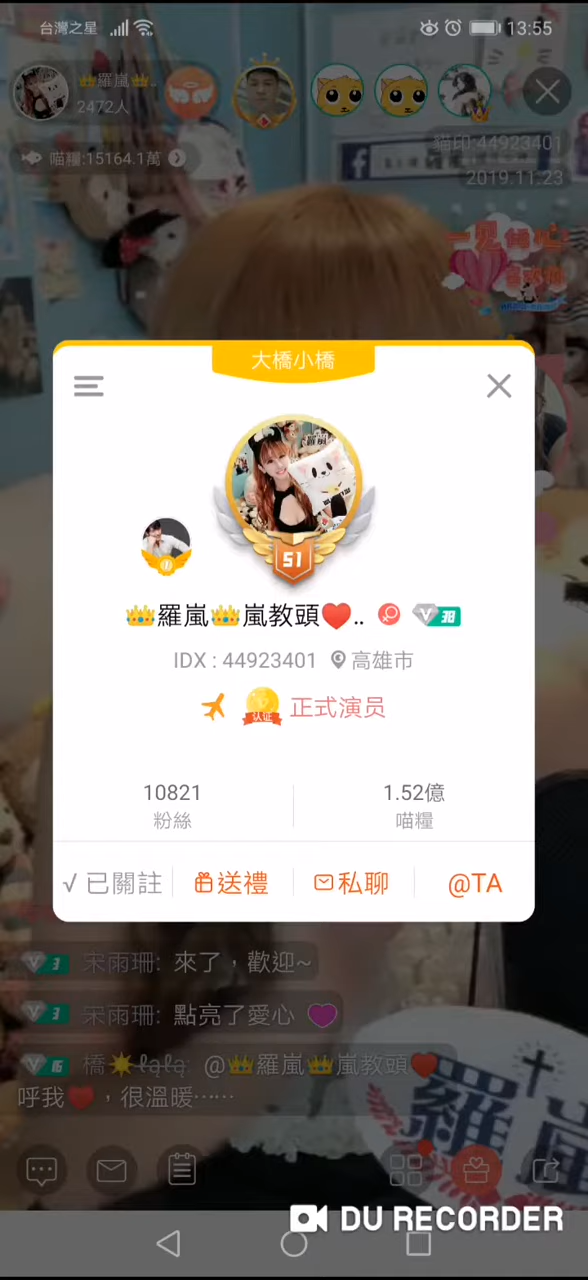 台灣之星
13:55
👑羅嵐👑..
2472人
貓印:44923401
喵糧:15164.1萬
2019.11.23
大橋小橋
51
👑羅嵐👑嵐教頭❤️.. V 38
IDX : 44923401 高雄市
认证 正式演员
10821
粉絲
1.52億
喵糧
√ 已關註
送禮
私聊
@TA
V 3 宋雨珊: 來了，歡迎~
V 3 宋雨珊: 點亮了愛心 💜
V 16 橋☀️lala @👑羅嵐👑嵐教頭❤️
呼我❤️，很溫暖……
羅嵐
DU RECORDER